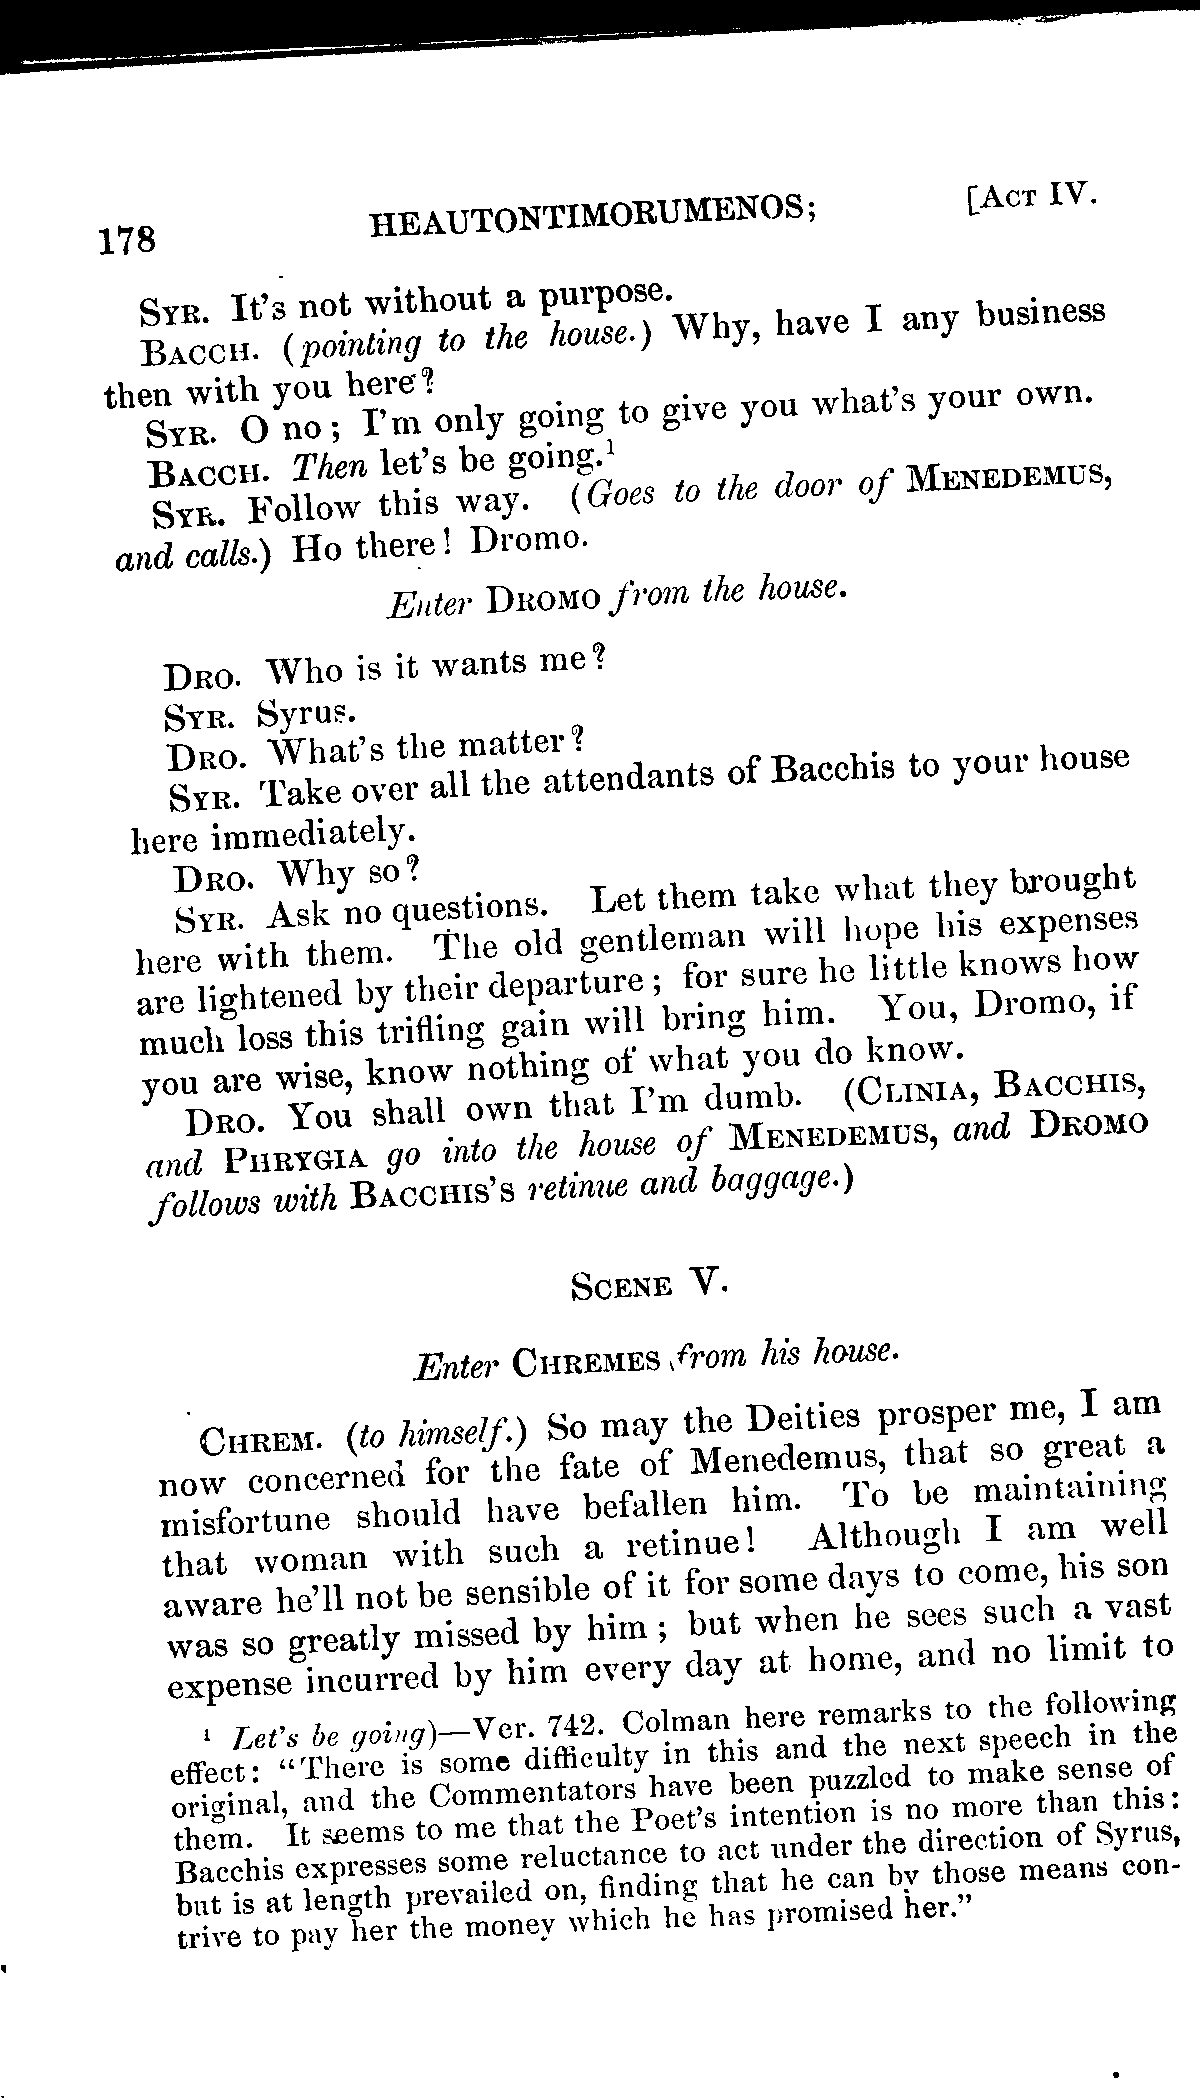 178 HEAUTONTIMORUMENOS; [ACT IV.
SYR. It's not without a purpose.
BACCH. (pointing to the house.) Why, have I any business
then with you here?
SYR. O no; I'm only going to give you what's your own.
BACCH. Then let's be going.¹
SYR. Follow this way. (Goes to the door of MENEDEMUS,
and calls.) Ho there! Dromo.
Enter DROMO from the house.
DRO. Who is it wants me?
SYR. Syrus.
DRO. What's the matter?
SYR. Take over all the attendants of Bacchis to your house
here immediately.
DRO. Why so?
SYR. Ask no questions. Let them take what they brought
here with them. The old gentleman will hope his expenses
are lightened by their departure; for sure he little knows how
much loss this trifling gain will bring him. You, Dromo, if
you are wise, know nothing of what you do know.
DRO. You shall own that I'm dumb. (CLINIA, BACCHIS,
and PHRYGIA go into the house of MENEDEMUS, and DROMO
follows with BACCHIS'S retinue and baggage.)
SCENE V.
Enter CHREMES from his house.
CHREM. (to himself.) So may the Deities prosper me, I am
now concerned for the fate of Menedemus, that so great a
misfortune should have befallen him. To be maintaining
that woman with such a retinue! Although I am well
aware he'll not be sensible of it for some days to come, his son
was so greatly missed by him; but when he sees such a vast
expense incurred by him every day at home, and no limit to
¹ Let's be going)—Ver. 742. Colman here remarks to the following
effect: "There is some difficulty in this and the next speech in the
original, and the Commentators have been puzzled to make sense of
them. It seems to me that the Poet's intention is no more than this:
Bacchis expresses some reluctance to act under the direction of Syrus,
but is at length prevailed on, finding that he can by those means con-
trive to pay her the money which he has promised her."